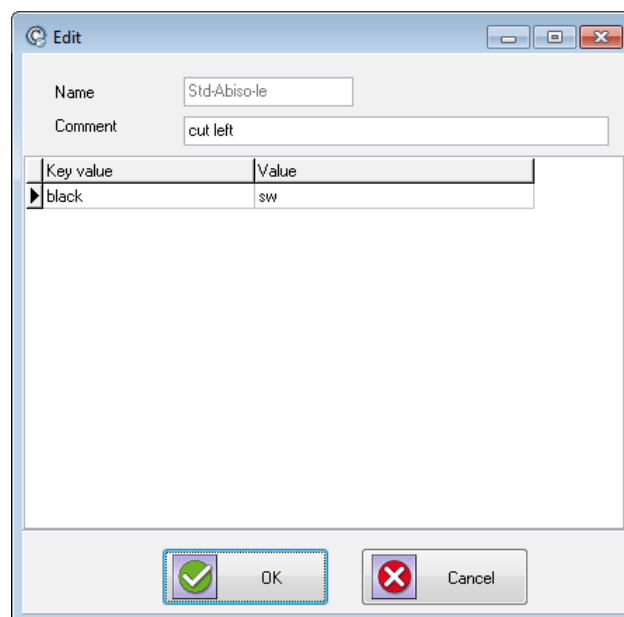 Edit
Name Std-Abiso-le
Comment cut left
Key value Value
black sw
OK Cancel